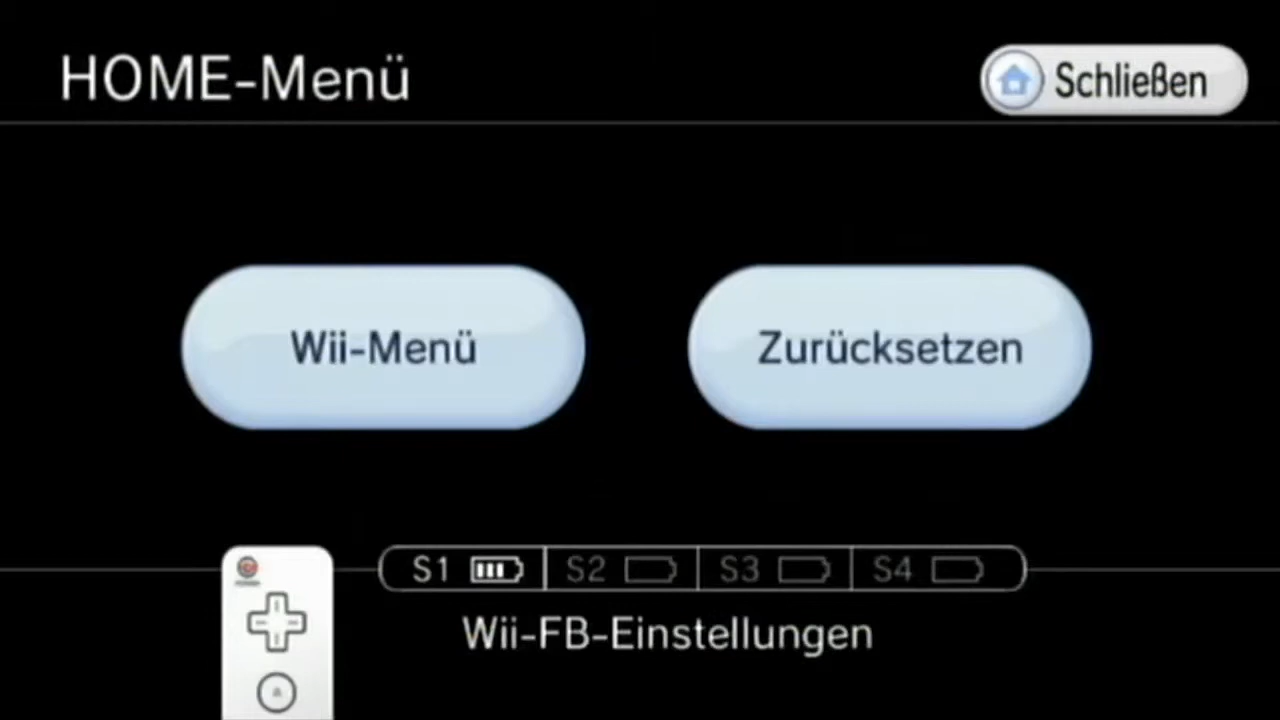 HOME-Menü
Schließen
Wii-Menü
Zurücksetzen
S1 S2 S3 S4
Wii-FB-Einstellungen